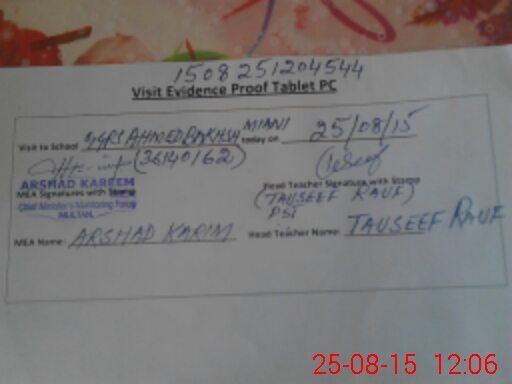 1508251204544
Visit Evidence Proof Tablet PC
Visit to School AHMED BAKHSH MIANI today on 25/08/15
(36140162)
ARSHAD KAREEM
MEA Signatures with Stamp
Head Teacher Signature with Stamp
Chief Minister's Monitoring Force
MULTAN
(TAUSEEF RAUF)
PST
MEA Name: ARSHAD KARIM Head Teacher Name: TAUSEEF RAUF
25-08-15 12:06